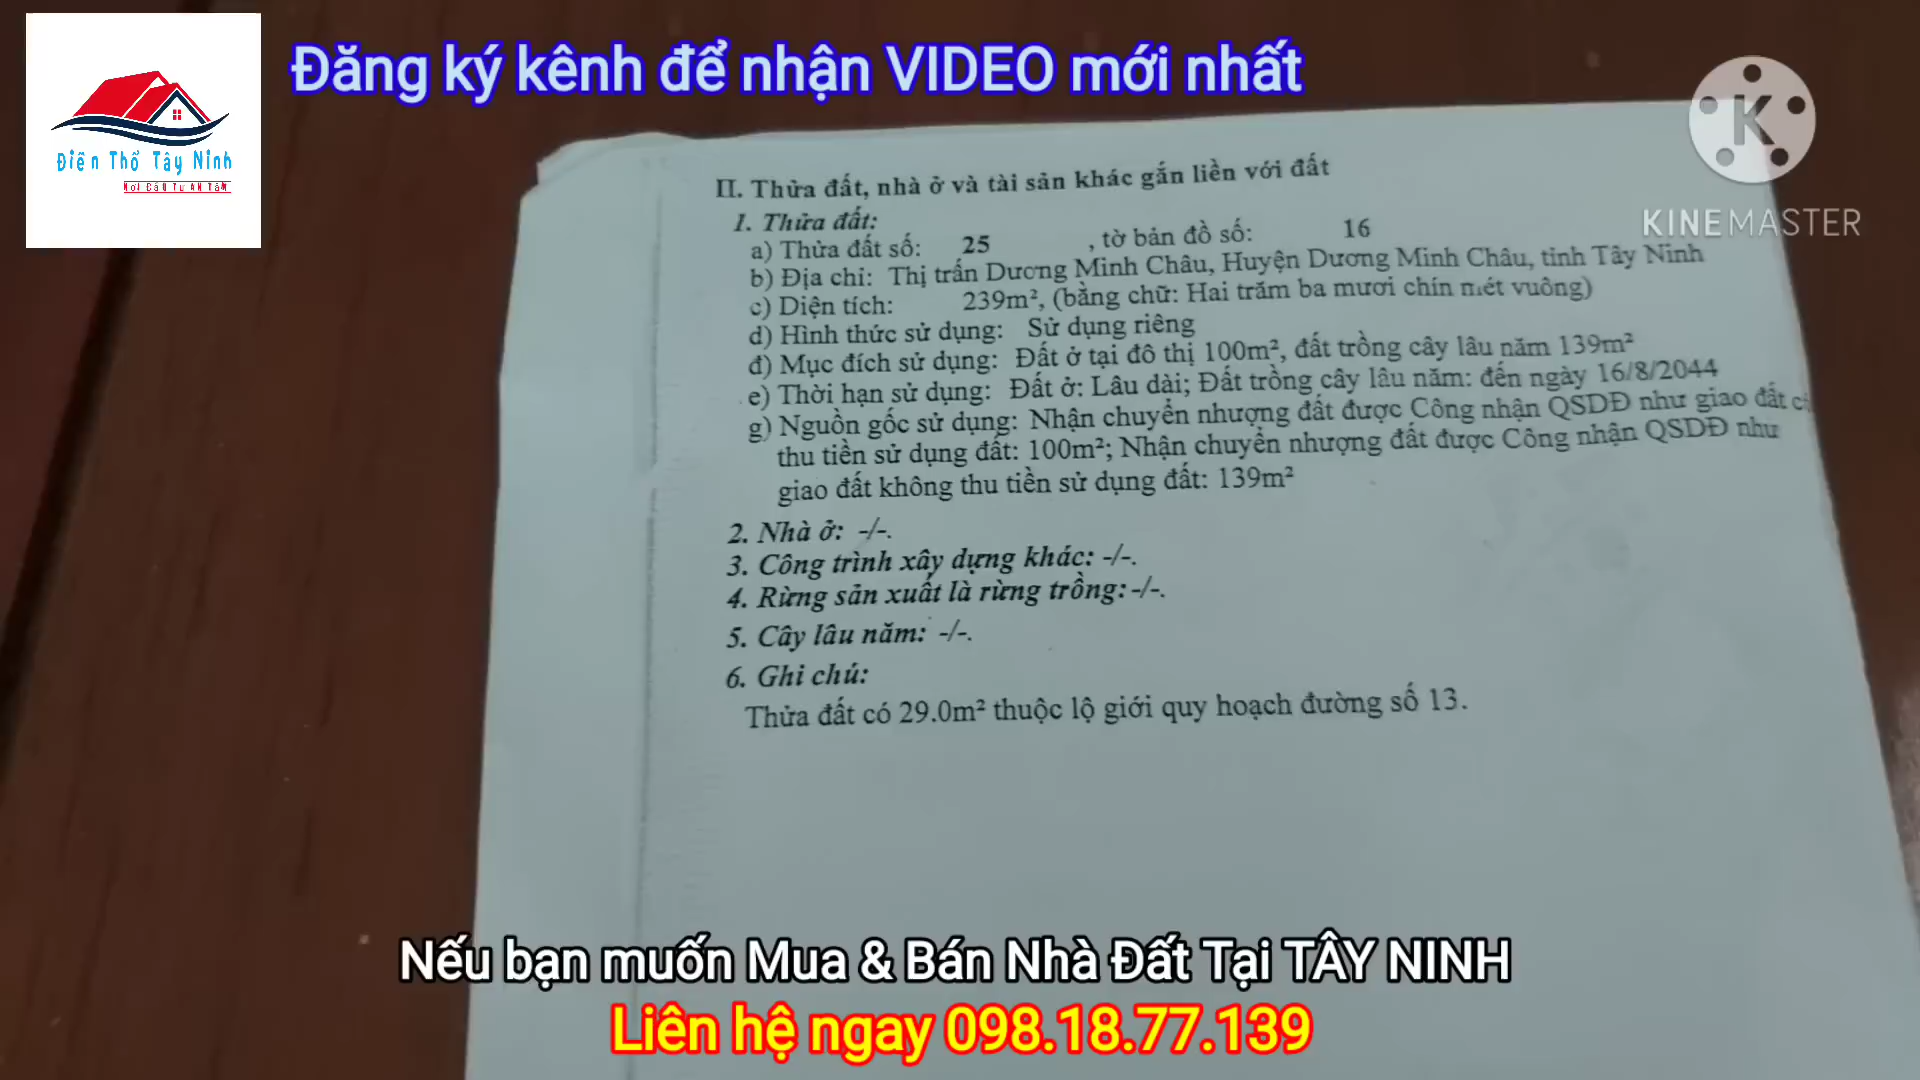 Đăng ký kênh để nhận VIDEO mới nhất
Điền Thổ Tây Ninh
Nơi Đầu Tư AN TÂM
KINEMASTER
II. Thửa đất, nhà ở và tài sản khác gắn liền với đất
1. Thửa đất:
a) Thửa đất số: 25 , tờ bản đồ số: 16
b) Địa chỉ: Thị trấn Dương Minh Châu, Huyện Dương Minh Châu, tỉnh Tây Ninh
c) Diện tích: 239m², (bằng chữ: Hai trăm ba mươi chín mét vuông)
d) Hình thức sử dụng: Sử dụng riêng
đ) Mục đích sử dụng: Đất ở tại đô thị 100m², đất trồng cây lâu năm 139m²
e) Thời hạn sử dụng: Đất ở: Lâu dài; Đất trồng cây lâu năm: đến ngày 16/8/2044
g) Nguồn gốc sử dụng: Nhận chuyển nhượng đất được Công nhận QSDĐ như giao đất
thu tiền sử dụng đất: 100m²; Nhận chuyển nhượng đất được Công nhận QSDĐ như
giao đất không thu tiền sử dụng đất: 139m²
2. Nhà ở: -/-.
3. Công trình xây dựng khác: -/-.
4. Rừng sản xuất là rừng trồng: -/-.
5. Cây lâu năm: -/-.
6. Ghi chú:
Thửa đất có 29.0m² thuộc lộ giới quy hoạch đường số 13.
Nếu bạn muốn Mua & Bán Nhà Đất Tại TÂY NINH
Liên hệ ngay 098.18.77.139